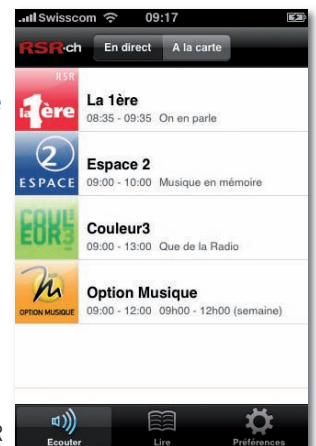 Swisscom 09:17
RSR.ch En direct A la carte
RSR
la 1ère
La 1ère
08:35 - 09:35 On en parle
2
ESPACE
Espace 2
09:00 - 10:00 Musique en mémoire
COULEUR3
Couleur3
09:00 - 13:00 Que de la Radio
OPTION MUSIQUE
Option Musique
09:00 - 12:00 09h00 - 12h00 (semaine)
Ecouter Lire Préférences
e
R